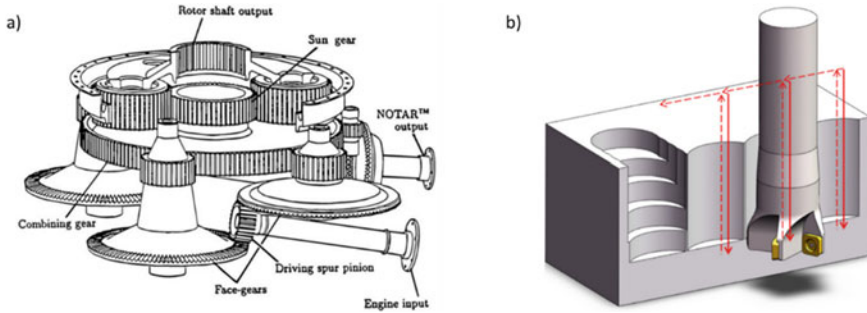 a)
Rotor shaft output
Sun gear
NOTAR™
output
Combining gear
Driving spur pinion
Face-gears
Engine input
b)